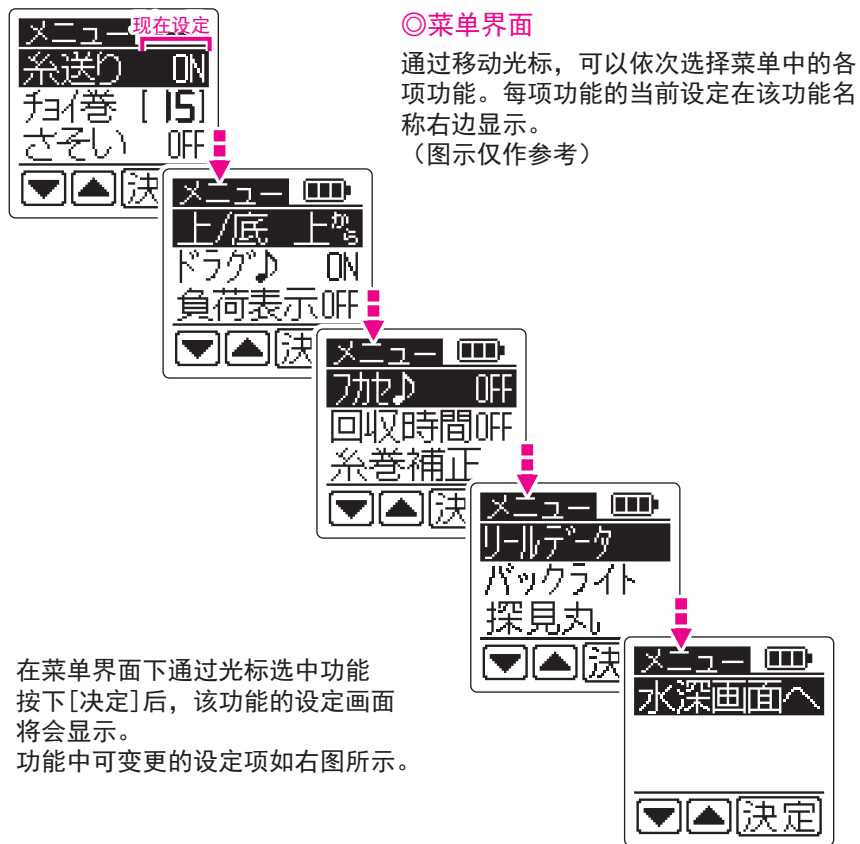 现在设定
メニュー
糸送り ON
ﾁｮｲ巻 [ 15]
さそい OFF
決
◎菜单界面
通过移动光标，可以依次选择菜单中的各
项功能。每项功能的当前设定在该功能名
称右边显示。
（图示仅作参考）
メニュー
上/底 上から
ドラグ♪ ON
負荷表示OFF
決
メニュー
フカセ♪ OFF
回収時間OFF
糸巻補正
決
メニュー
リールデータ
バックライト
探見丸
決
メニュー
水深画面へ
決定
在菜单界面下通过光标选中功能
按下[决定]后，该功能的设定画面
将会显示。
功能中可变更的设定项如右图所示。